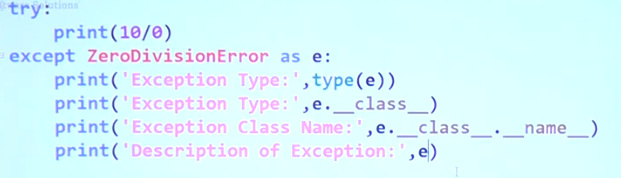 try:
    print(10/0)
except ZeroDivisionError as e:
    print('Exception Type:',type(e))
    print('Exception Type:',e.__class__)
    print('Exception Class Name:',e.__class__.__name__)
    print('Description of Exception:',e)